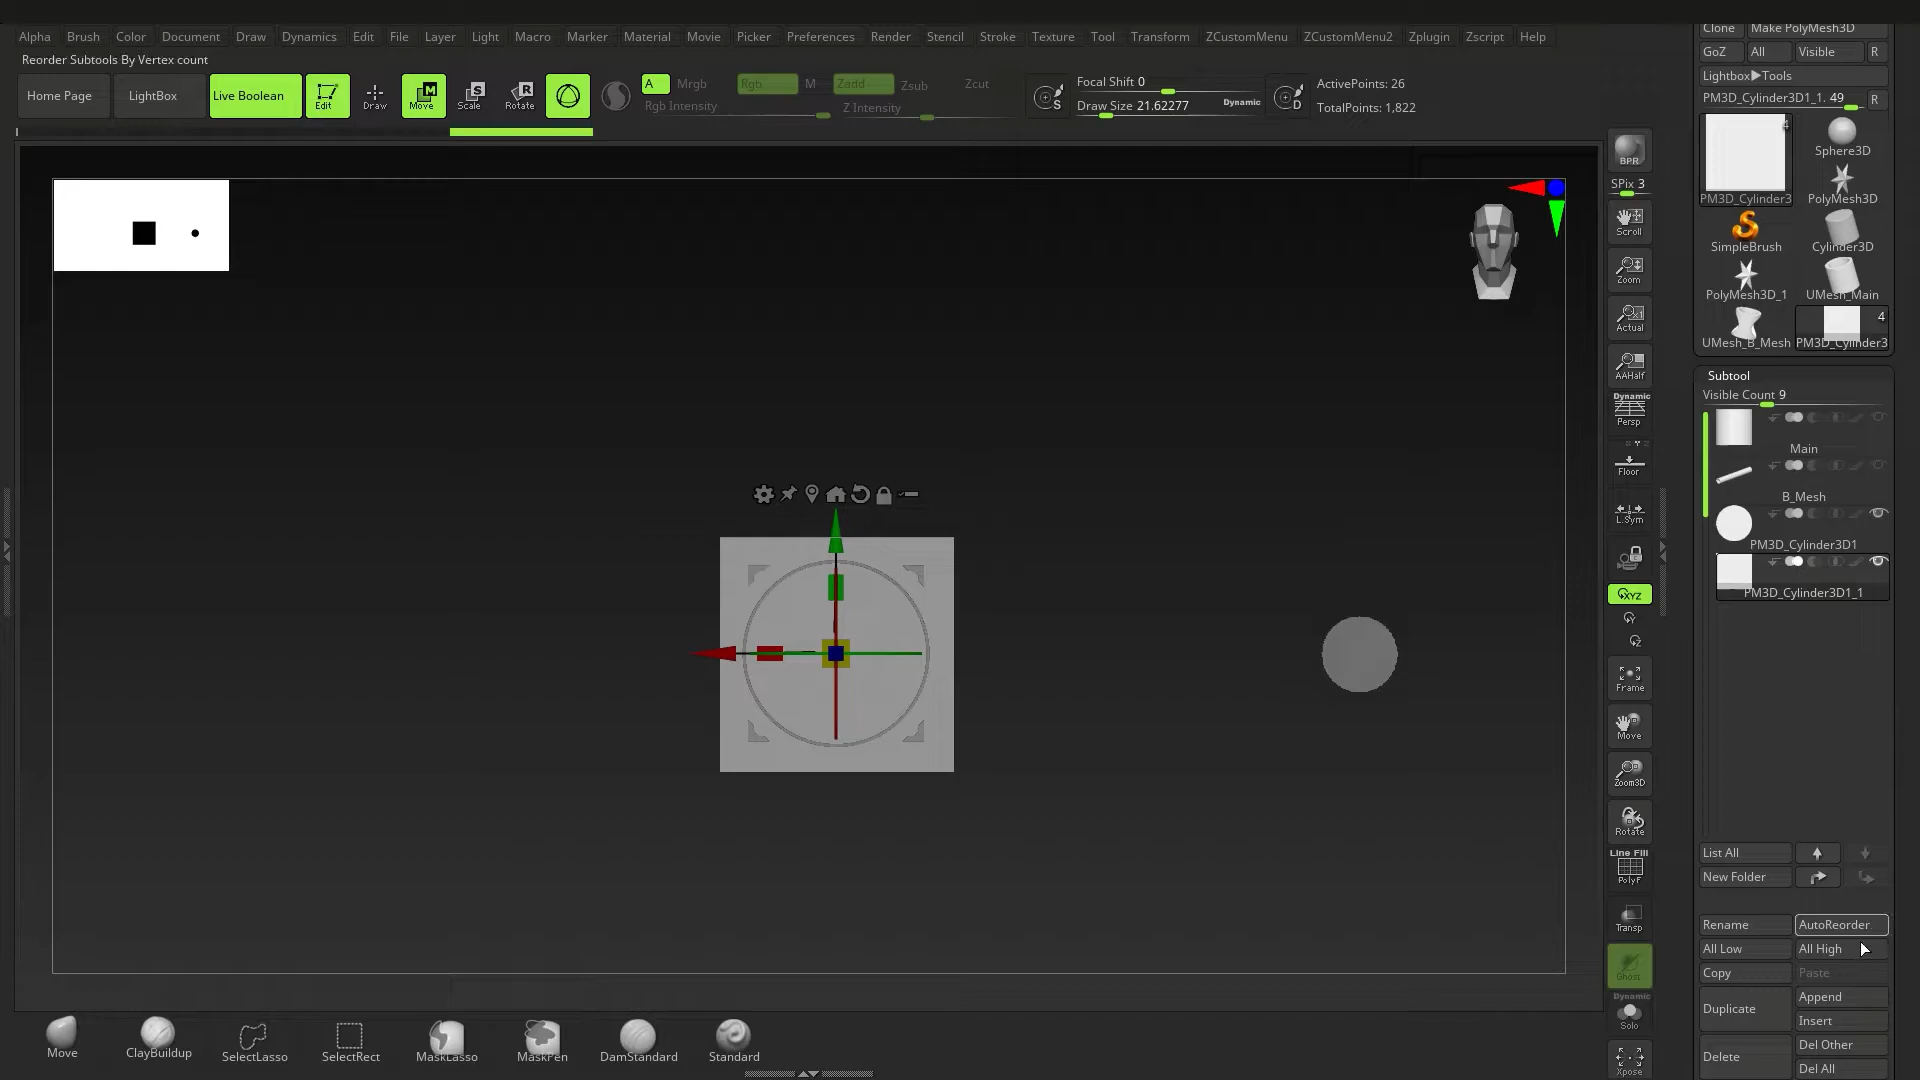 Alpha Brush Color Document Draw Dynamics Edit File Layer Light Macro Marker Material Movie Picker Preferences Render Stencil Stroke Texture Tool Transform ZCustomMenu ZCustomMenu2 Zplugin Zscript Help
Reorder Subtools By Vertex count
Home Page LightBox Live Boolean Edit Draw Move Scale Rotate
A Mrgb Rgb M Zadd Zsub Zcut
Rgb Intensity Z Intensity
Focal Shift 0
Draw Size 21.62277 Dynamic
ActivePoints: 26
TotalPoints: 1,822
BPR
SPix 3
Scroll
Zoom
Actual
AAHalf
Dynamic
Persp
Floor
L.Sym
XYZ
Frame
Move
Zoom3D
Rotate
Line Fill
PolyF
Transp
Ghost
Dynamic
Solo
Xpose
Clone Make PolyMesh3D
GoZ All Visible R
Lightbox▶Tools
PM3D_Cylinder3D1_1. 49 R
4
PM3D_Cylinder3 Sphere3D
PolyMesh3D
SimpleBrush Cylinder3D
PolyMesh3D_1 UMesh_Main
4
UMesh_B_Mesh PM3D_Cylinder3
Subtool
Visible Count 9
Main
B_Mesh
PM3D_Cylinder3D1
PM3D_Cylinder3D1_1
List All
New Folder
Rename AutoReorder
All Low All High
Copy Paste
Duplicate Append
Insert
Delete Del Other
Del All
Move ClayBuildup SelectLasso SelectRect MaskLasso MaskPen DamStandard Standard